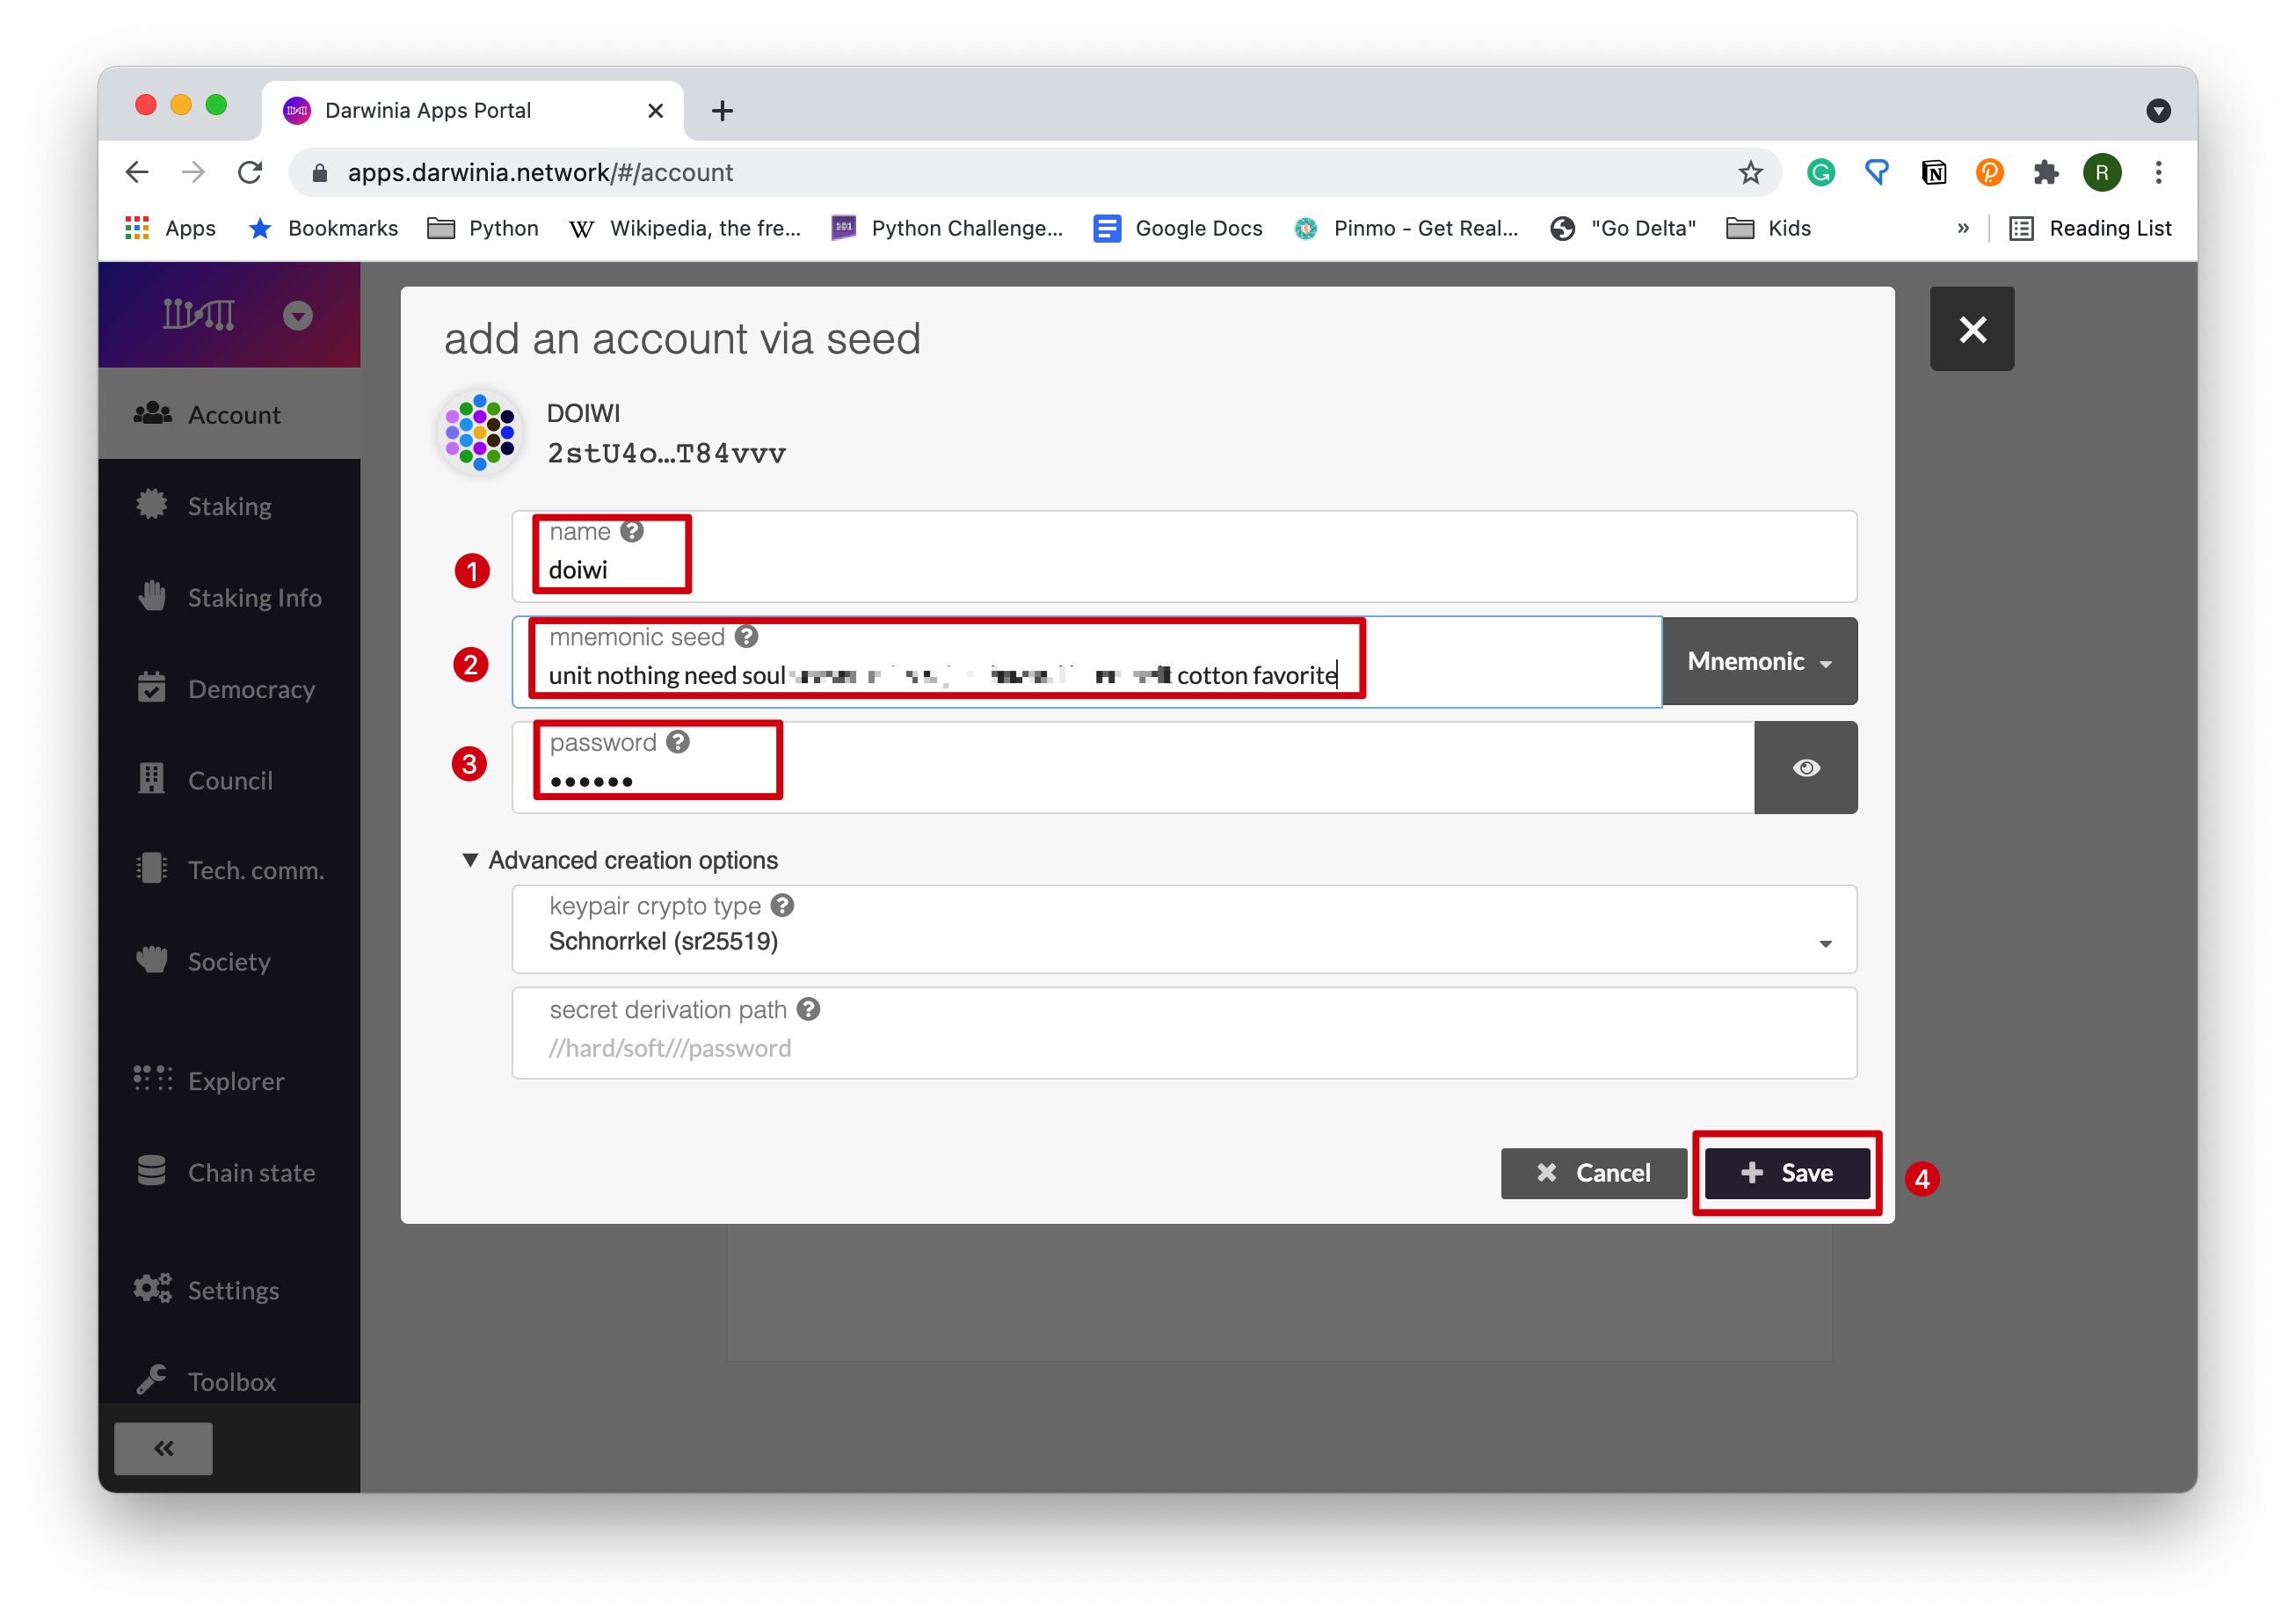 Darwinia Apps Portal
apps.darwinia.network/#/account
Apps Bookmarks Python Wikipedia, the fre... Python Challenge... Google Docs Pinmo - Get Real... "Go Delta" Kids » Reading List
add an account via seed
DOIWI
2stU4o…T84vvv
1
name
doiwi
2
mnemonic seed
unit nothing need soul cotton favorite
Mnemonic
3
password
••••••
Advanced creation options
keypair crypto type
Schnorrkel (sr25519)
secret derivation path
//hard/soft///password
Cancel
Save
4
Account
Staking
Staking Info
Democracy
Council
Tech. comm.
Society
Explorer
Chain state
Settings
Toolbox